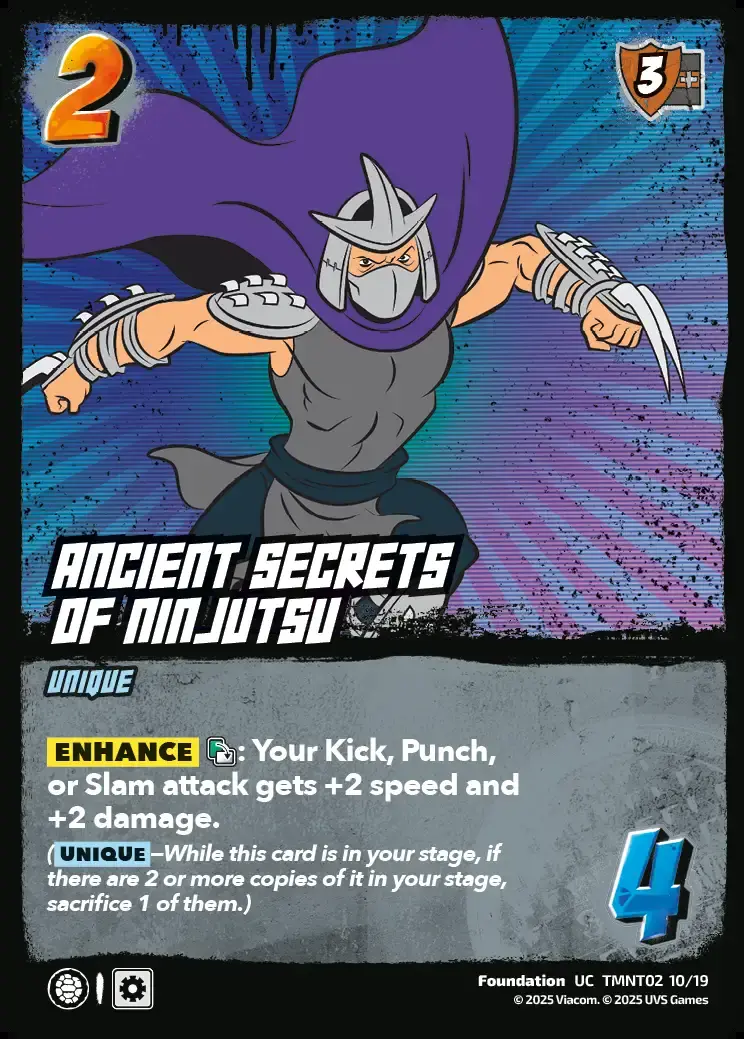 2
3
ANCIENT SECRETS
OF NINJUTSU
UNIQUE
ENHANCE : Your Kick, Punch,
or Slam attack gets +2 speed and
+2 damage.
(UNIQUE—While this card is in your stage, if
there are 2 or more copies of it in your stage,
sacrifice 1 of them.)
4
Foundation UC TMNT02 10/19
© 2025 Viacom. © 2025 UVS Games